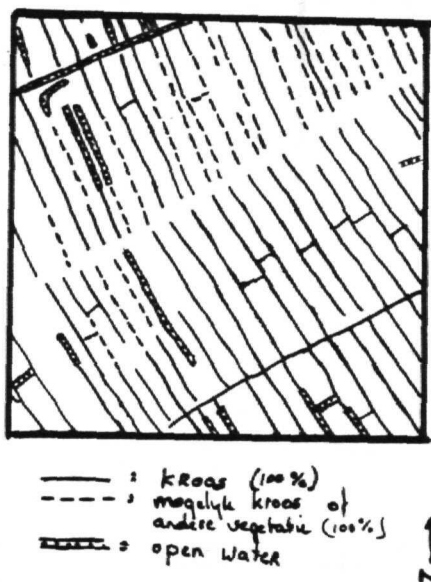 : kroos (100%)
: mogelyk kroos of
andere vegetatie (100%)
= open water
N